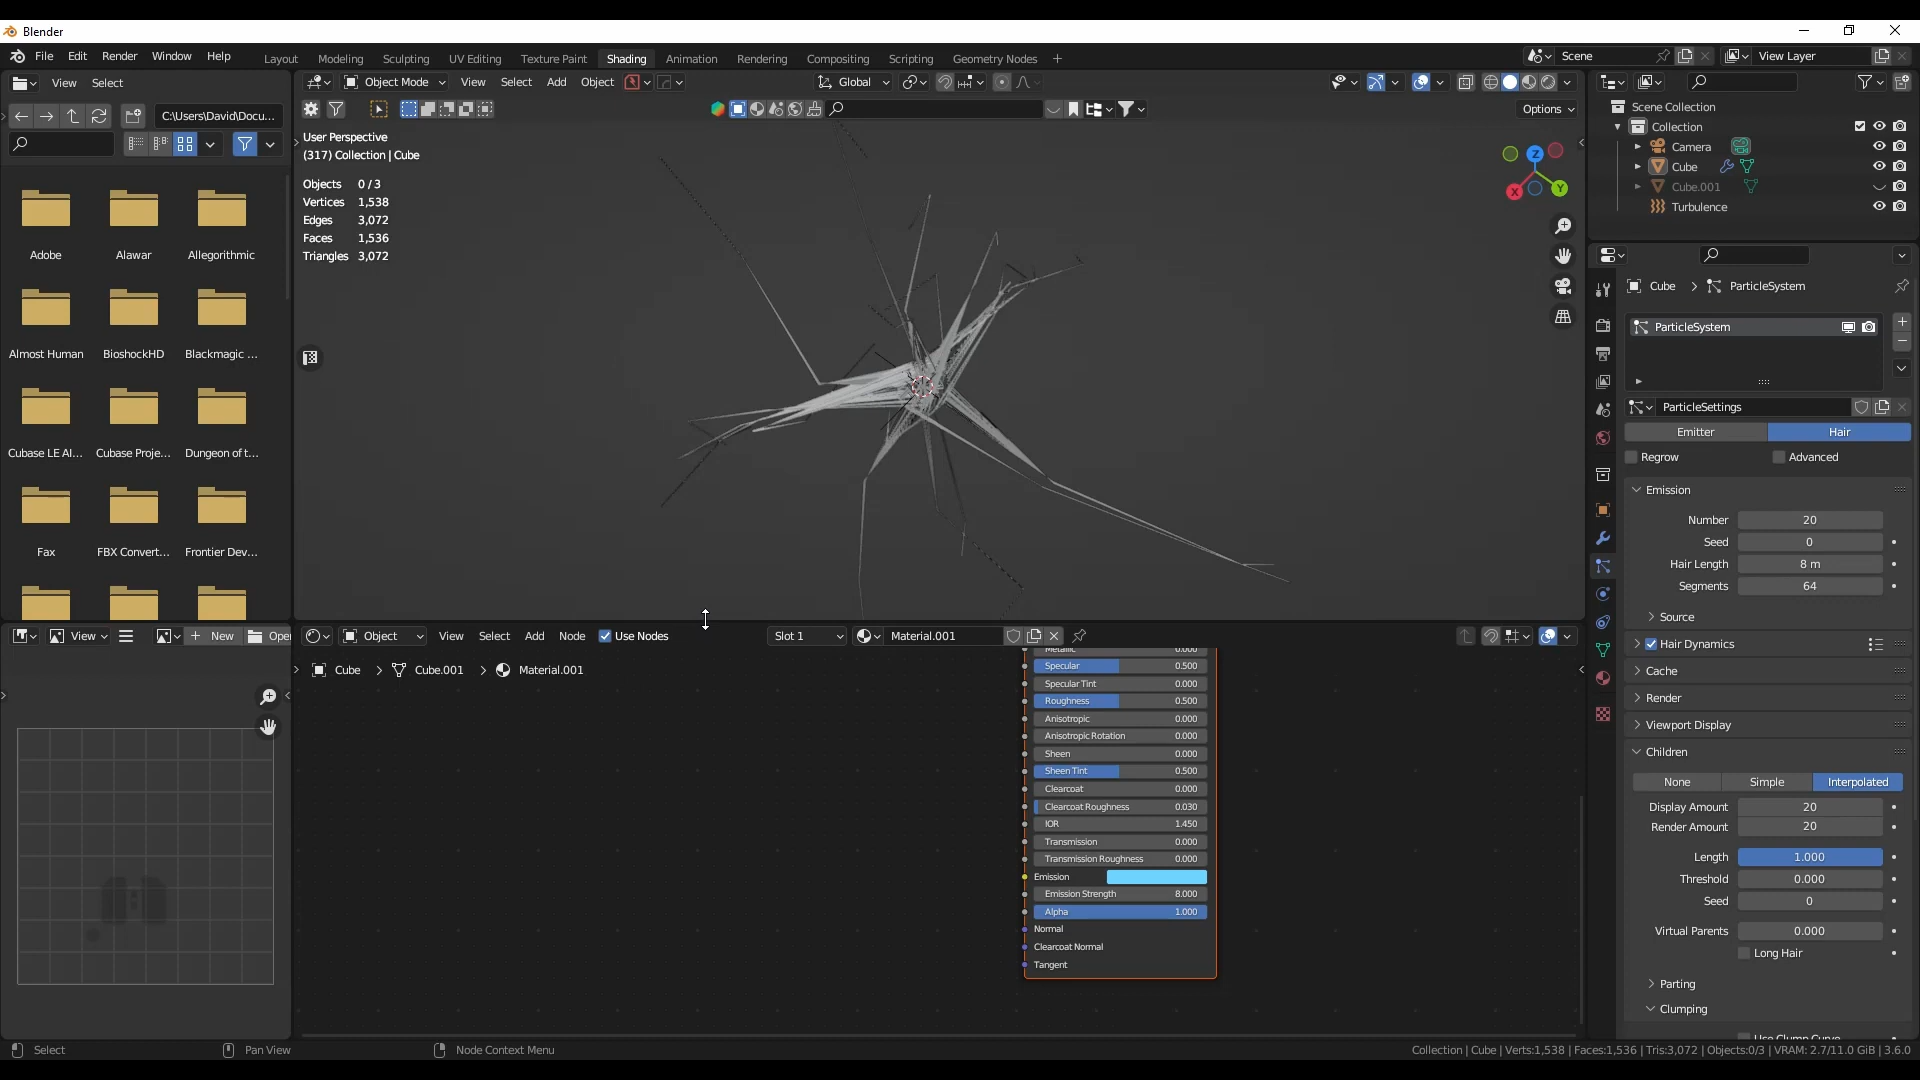 Blender
File Edit Render Window Help
Layout Modeling Sculpting UV Editing Texture Paint Shading Animation Rendering Compositing Scripting Geometry Nodes +
Scene
View Layer
View Select
C:\Users\David\Docu...
Adobe Alawar Allegorithmic
Almost Human BioshockHD Blackmagic ...
Cubase LE AI... Cubase Proje... Dungeon of t...
Fax FBX Convert... Frontier Dev...
Object Mode View Select Add Object Global
Options
User Perspective
(317) Collection | Cube
Objects 0/3
Vertices 1,538
Edges 3,072
Faces 1,536
Triangles 3,072
Z
X
Y
Scene Collection
Collection
Camera
Cube
Cube.001
Turbulence
Cube > ParticleSystem
ParticleSystem
ParticleSettings
Emitter Hair
Regrow Advanced
Emission
Number 20
Seed 0
Hair Length 8 m
Segments 64
Source
Hair Dynamics
Cache
Render
Viewport Display
Children
None Simple Interpolated
Display Amount 20
Render Amount 20
Length 1.000
Threshold 0.000
Seed 0
Virtual Parents 0.000
Long Hair
Parting
Clumping
Use Clump Curve
View + New Open
Object View Select Add Node Use Nodes Slot 1 Material.001
Cube > Cube.001 > Material.001
Metallic 0.000
Specular 0.500
Specular Tint 0.000
Roughness 0.500
Anisotropic 0.000
Anisotropic Rotation 0.000
Sheen 0.000
Sheen Tint 0.500
Clearcoat 0.000
Clearcoat Roughness 0.030
IOR 1.450
Transmission 0.000
Transmission Roughness 0.000
Emission
Emission Strength 8.000
Alpha 1.000
Normal
Clearcoat Normal
Tangent
Select Pan View Node Context Menu
Collection | Cube | Verts:1,538 | Faces:1,536 | Tris:3,072 | Objects:0/3 | VRAM: 2.7/11.0 GiB | 3.6.0